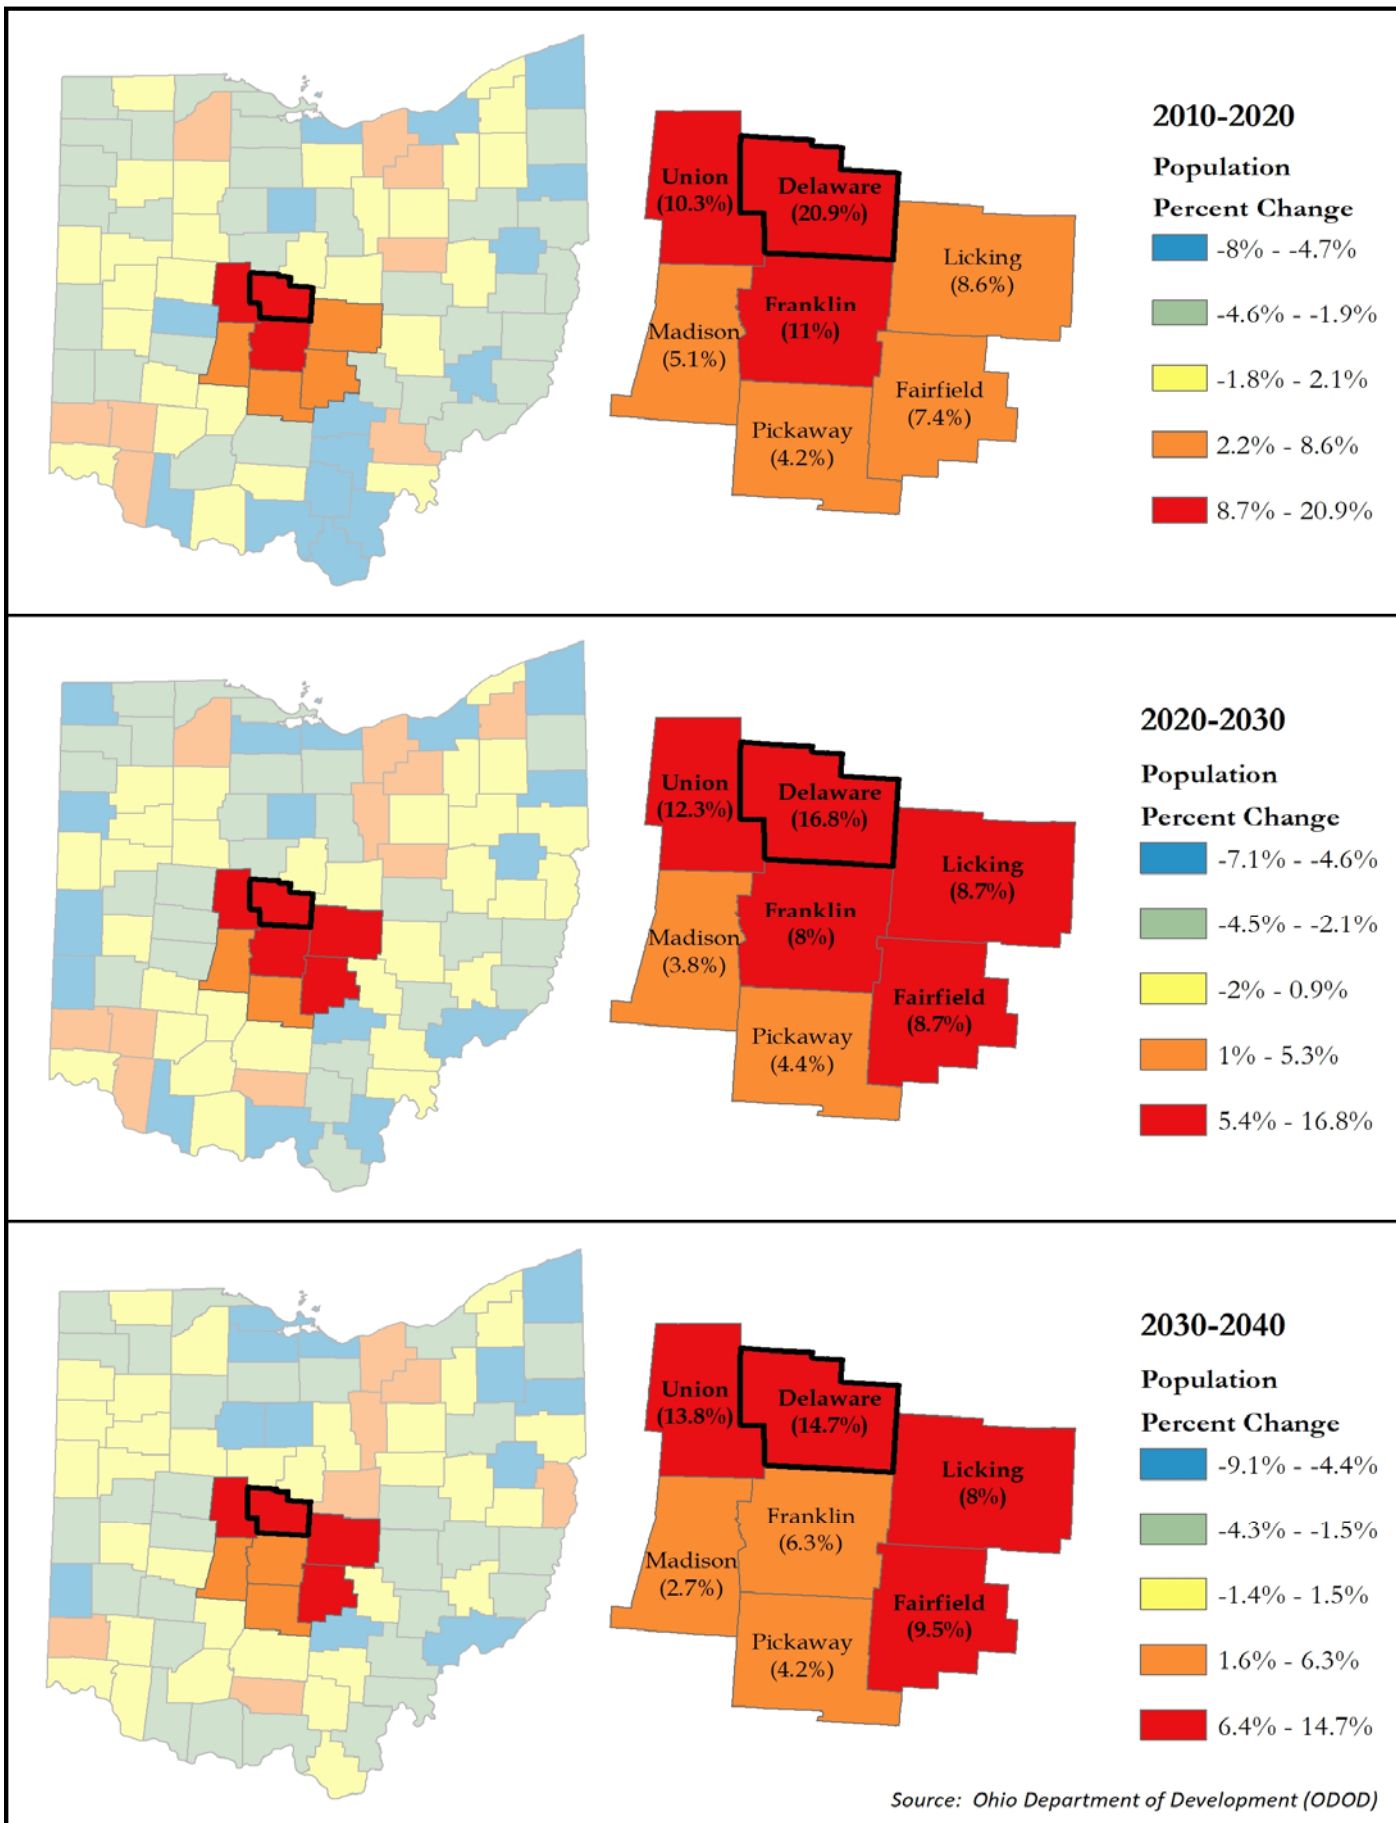 2010-2020
Population
Percent Change
-8% - -4.7%
-4.6% - -1.9%
-1.8% - 2.1%
2.2% - 8.6%
8.7% - 20.9%
Union
(10.3%)
Delaware
(20.9%)
Licking
(8.6%)
Franklin
(11%)
Madison
(5.1%)
Fairfield
(7.4%)
Pickaway
(4.2%)
2020-2030
Population
Percent Change
-7.1% - -4.6%
-4.5% - -2.1%
-2% - 0.9%
1% - 5.3%
5.4% - 16.8%
Union
(12.3%)
Delaware
(16.8%)
Licking
(8.7%)
Franklin
(8%)
Madison
(3.8%)
Fairfield
(8.7%)
Pickaway
(4.4%)
2030-2040
Population
Percent Change
-9.1% - -4.4%
-4.3% - -1.5%
-1.4% - 1.5%
1.6% - 6.3%
6.4% - 14.7%
Union
(13.8%)
Delaware
(14.7%)
Licking
(8%)
Franklin
(6.3%)
Madison
(2.7%)
Fairfield
(9.5%)
Pickaway
(4.2%)
Source: Ohio Department of Development (ODOD)